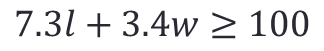 7.3𝑙 + 3.4𝑤 ≥ 100